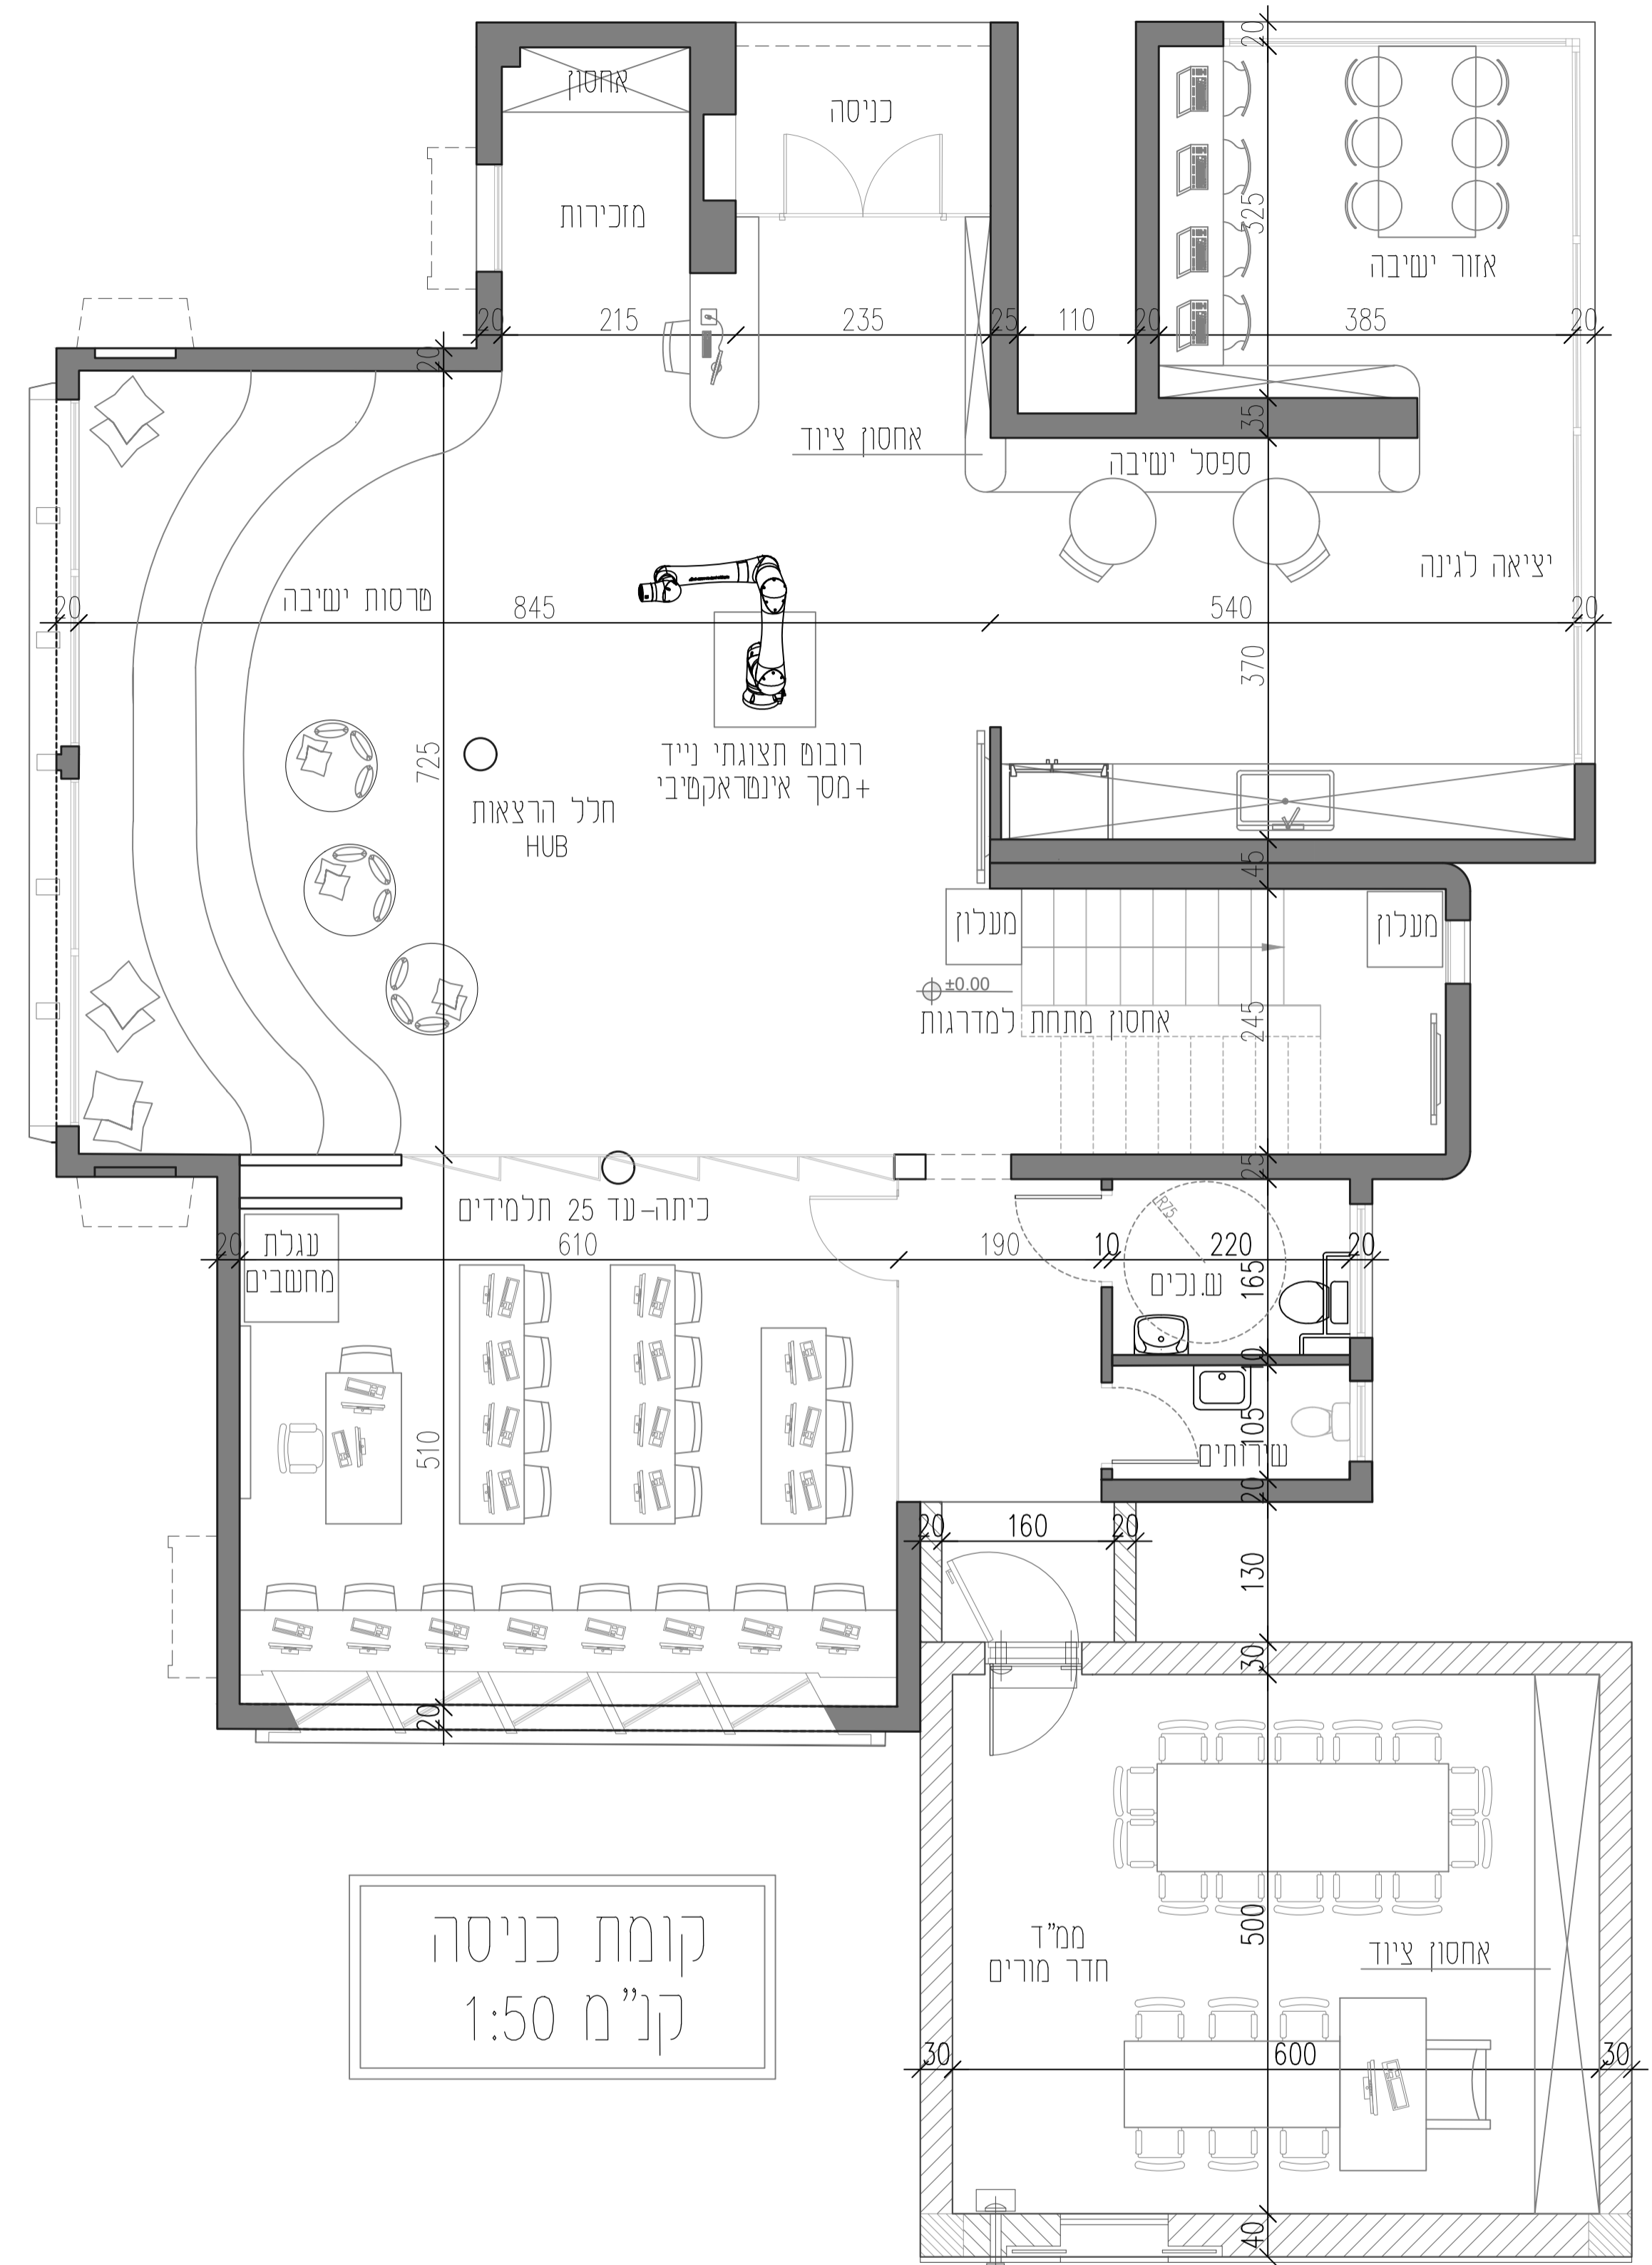 20
אחסון
כניסה
מזכירות
325
אזור ישיבה
20
215
235
25
110
20
385
20
20
35
אחסון ציוד
ספסל ישיבה
יציאה לגינה
טרסות ישיבה
20
845
540
20
370
725
רובוט תצוגתי נייד
+מסך אינטראקטיבי
חלל הרצאות
HUB
45
מעלון
מעלון
±0.00
אחסון מתחת למדרגות
245
25
כיתה-עד 25 תלמידים
R75
20
עגלת
מחשבים
610
190
10
220
20
165
ש.נכים
10
105
שירותים
510
20
20
160
20
130
30
20
קומת כניסה
קנ"מ 1:50
500
ממ"ד
חדר מורים
אחסון ציוד
30
600
30
40